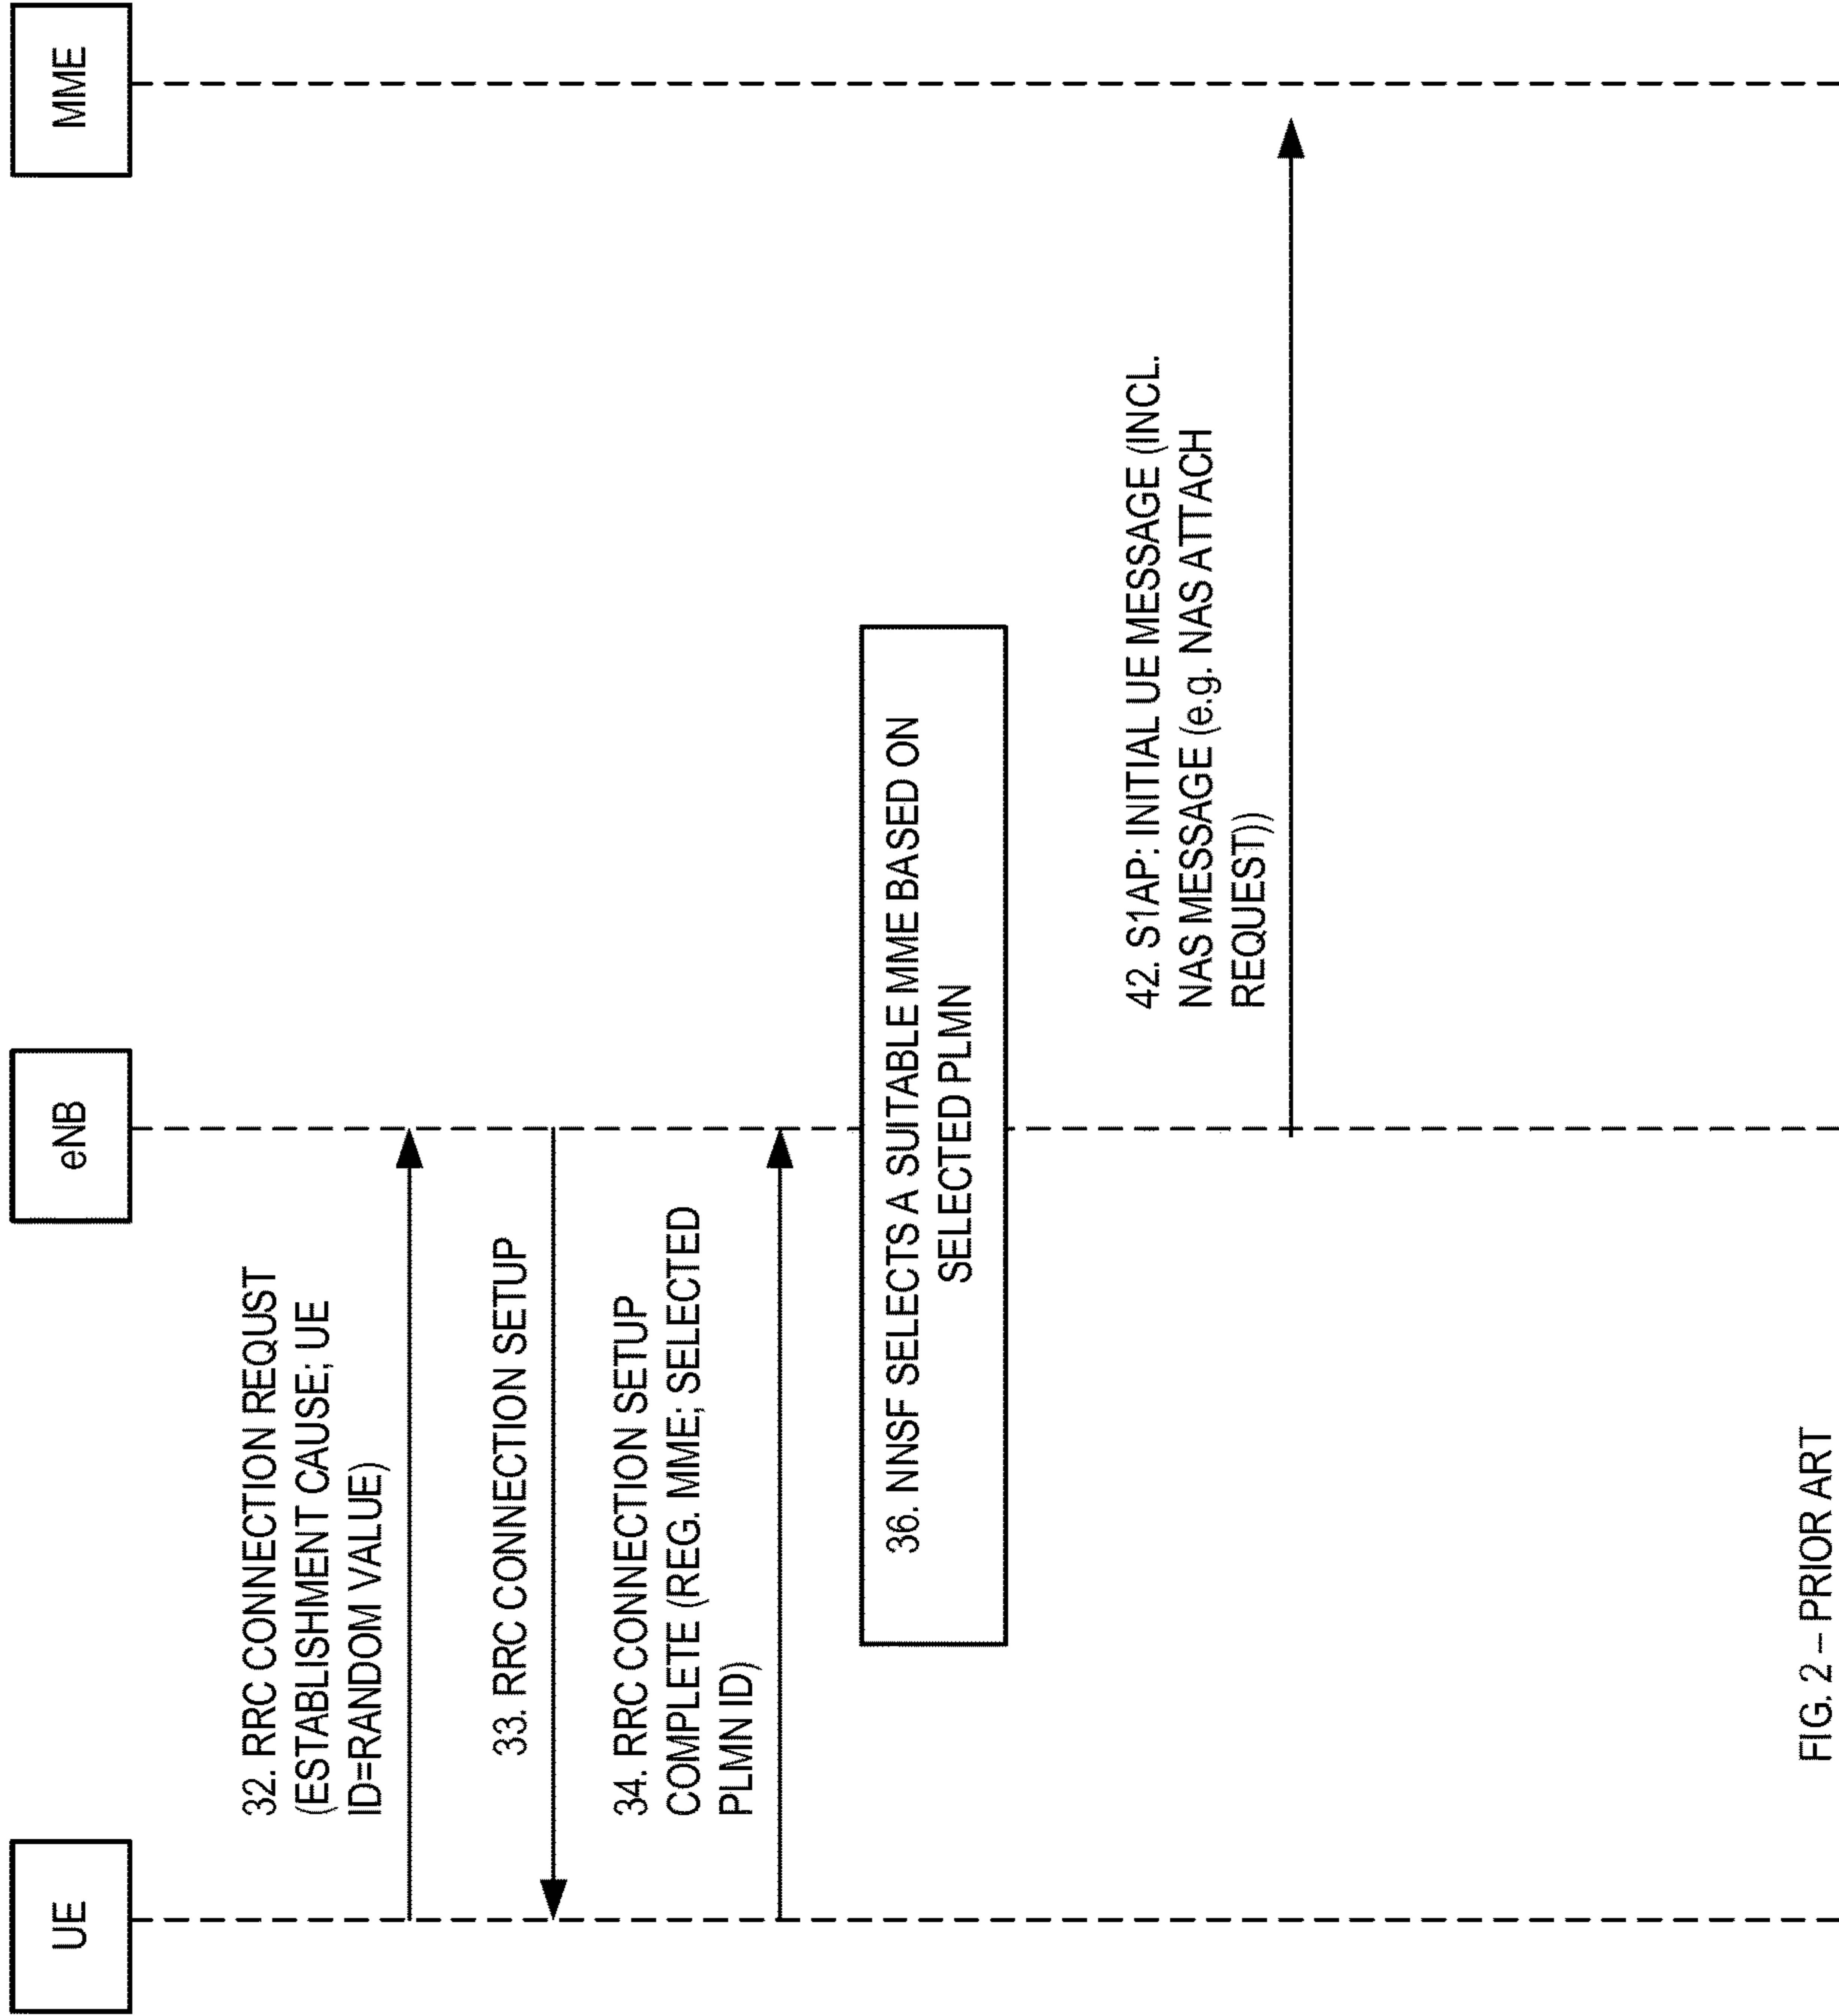 UE
eNB
MME
32. RRC CONNECTION REQUST
(ESTABLISHMENT CAUSE; UE
ID=RANDOM VALUE)
33. RRC CONNECTION SETUP
34. RRC CONNECTION SETUP
COMPLETE (REG. MME; SELECTED
PLMN ID)
36. NNSF SELECTS A SUITABLE MME BASED ON
SELECTED PLMN
42. S1AP: INITIAL UE MESSAGE (INCL.
NAS MESSAGE (e.g. NAS ATTACH
REQUEST))
FIG. 2 – PRIOR ART